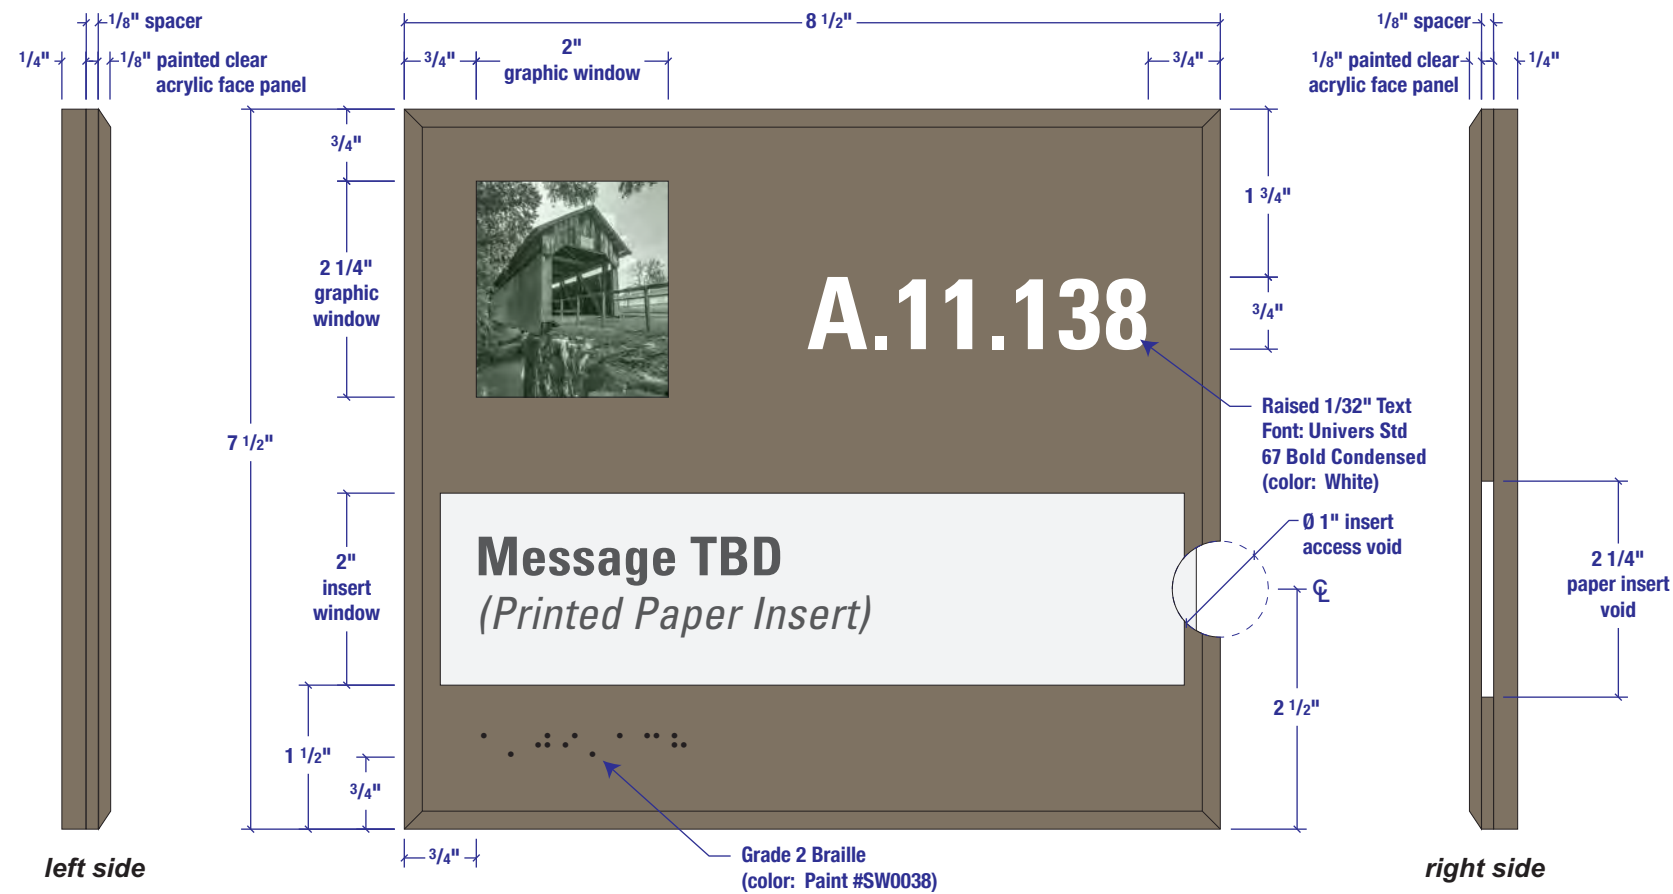 1/8" spacer
1/4"
1/8" painted clear
acrylic face panel
8 1/2"
3/4"
2"
graphic window
3/4"
1/8" spacer
1/8" painted clear
acrylic face panel
1/4"
3/4"
2 1/4"
graphic
window
7 1/2"
A.11.138
1 3/4"
3/4"
Raised 1/32" Text
Font: Univers Std
67 Bold Condensed
(color: White)
2"
insert
window
Message TBD
(Printed Paper Insert)
Ø 1" insert
access void
℄
2 1/4"
paper insert
void
2 1/2"
1 1/2"
3/4"
⠁⠠⠼⠊⠠⠁⠉⠓
3/4"
Grade 2 Braille
(color: Paint #SW0038)
left side
right side